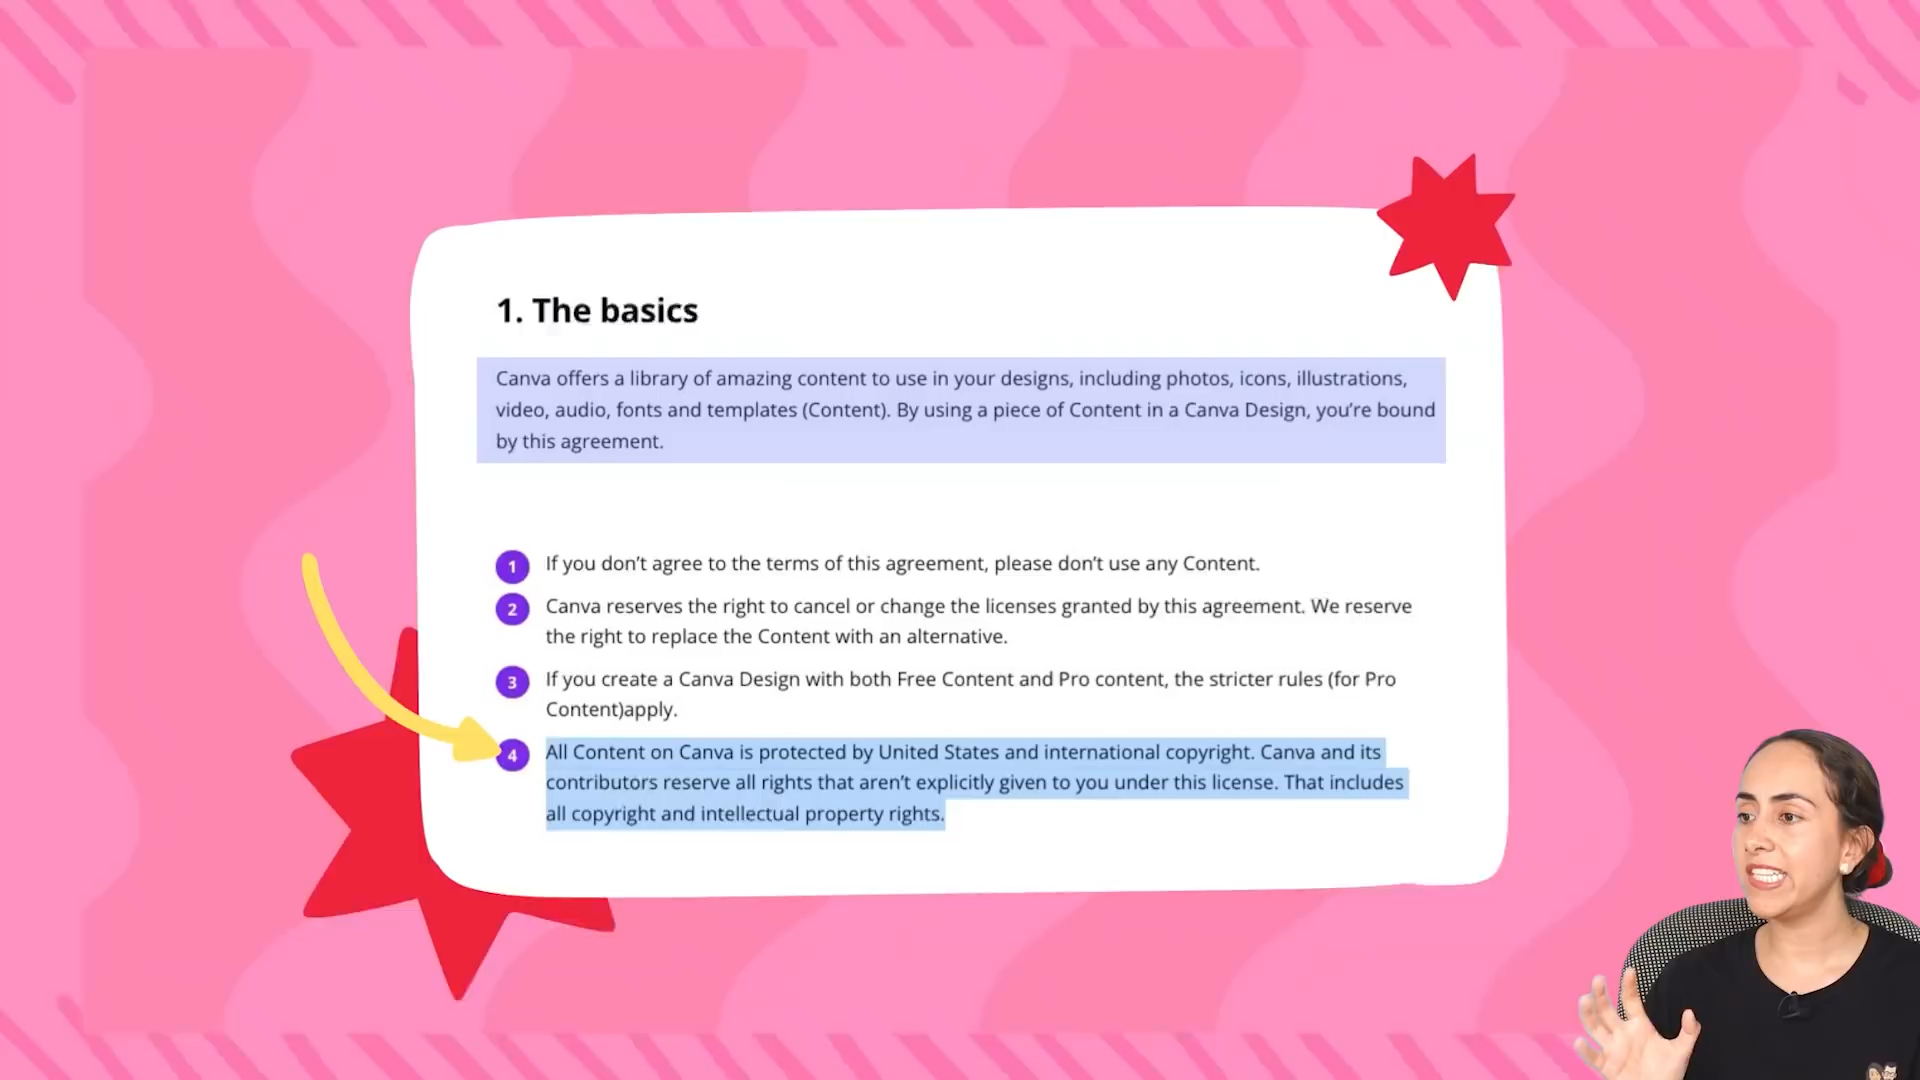 1. The basics
Canva offers a library of amazing content to use in your designs, including photos, icons, illustrations,
video, audio, fonts and templates (Content). By using a piece of Content in a Canva Design, you’re bound
by this agreement.
1 If you don’t agree to the terms of this agreement, please don’t use any Content.
2 Canva reserves the right to cancel or change the licenses granted by this agreement. We reserve
the right to replace the Content with an alternative.
3 If you create a Canva Design with both Free Content and Pro content, the stricter rules (for Pro
Content)apply.
4 All Content on Canva is protected by United States and international copyright. Canva and its
contributors reserve all rights that aren’t explicitly given to you under this license. That includes
all copyright and intellectual property rights.